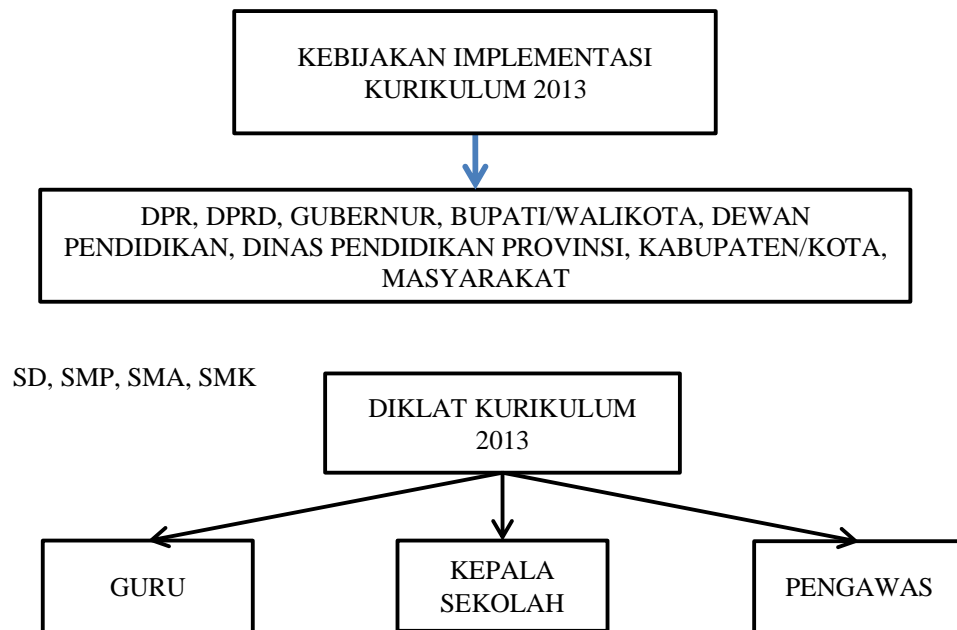 KEBIJAKAN IMPLEMENTASI
KURIKULUM 2013
DPR, DPRD, GUBERNUR, BUPATI/WALIKOTA, DEWAN
PENDIDIKAN, DINAS PENDIDIKAN PROVINSI, KABUPATEN/KOTA,
MASYARAKAT
SD, SMP, SMA, SMK
DIKLAT KURIKULUM
2013
GURU
KEPALA
SEKOLAH
PENGAWAS